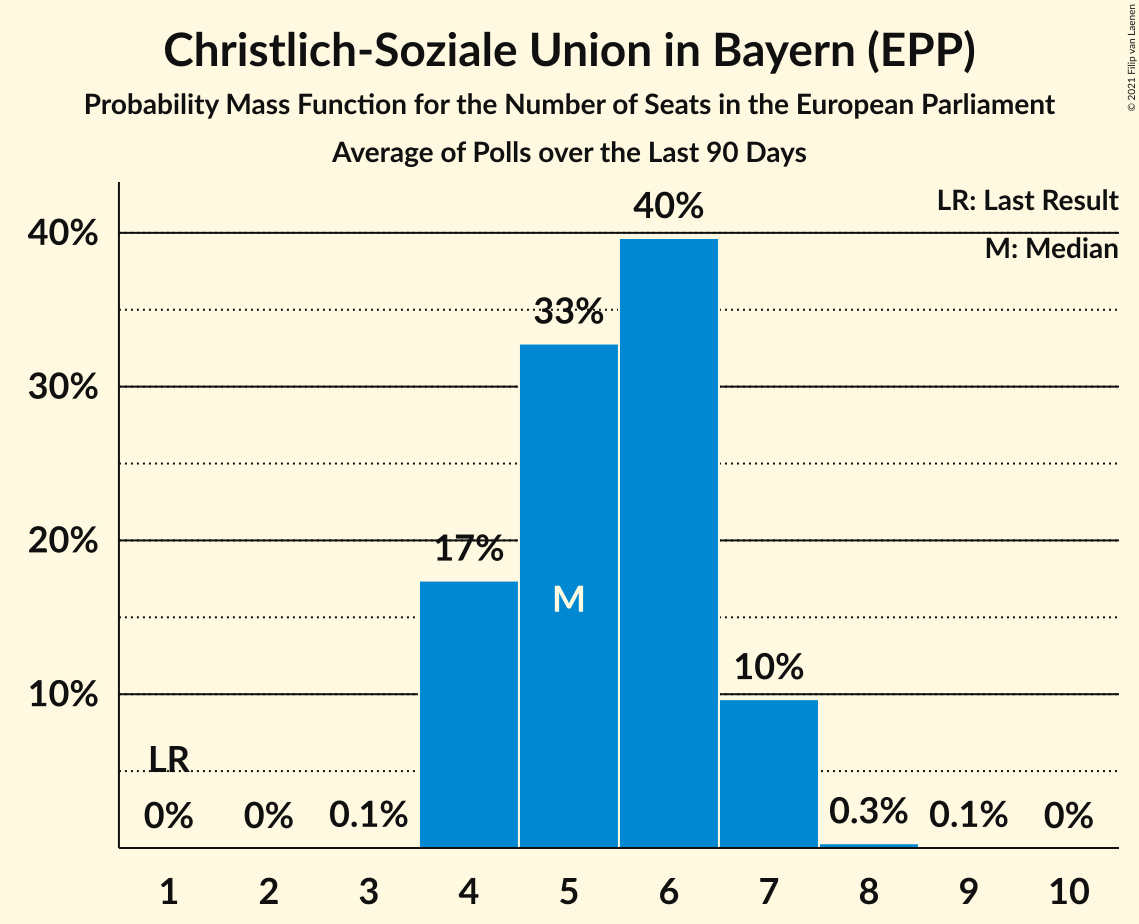 Christlich-Soziale Union in Bayern (EPP)
Probability Mass Function for the Number of Seats in the European Parliament
Average of Polls over the Last 90 Days
© 2021 Filip van Laenen
LR: Last Result
M: Median
40%
30%
20%
10%
LR
0%
0%
0.1%
17%
33%
M
40%
10%
0.3%
0.1%
0%
1 2 3 4 5 6 7 8 9 10